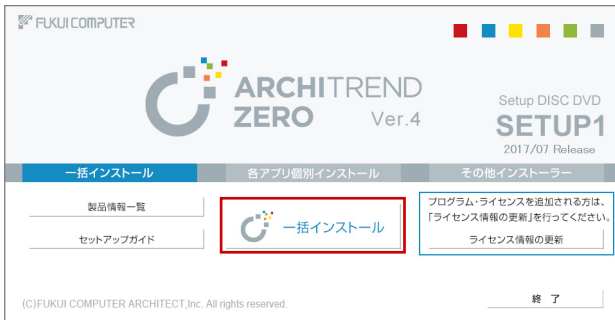 FUKUI COMPUTER
ARCHITREND
ZERO Ver.4
Setup DISC DVD
SETUP1
2017/07 Release
一括インストール
各アプリ個別インストール
その他インストーラー
製品情報一覧
セットアップガイド
一括インストール
プログラム・ライセンスを追加される方は、
「ライセンス情報の更新」を行ってください。
ライセンス情報の更新
(C)FUKUI COMPUTER ARCHITECT,Inc. All rights reserved.
終 了